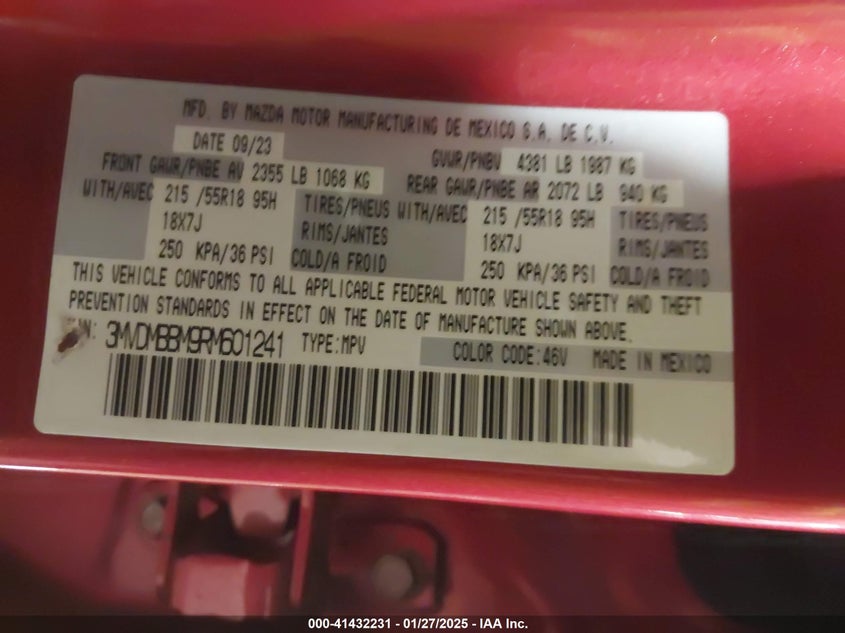 MFD. BY MAZDA MOTOR MANUFACTURING DE MEXICO S.A. DE C.V.
DATE 09/23 GVWR/PNBV 4381 LB 1987 KG
FRONT GAWR/PNBE AV 2355 LB 1068 KG REAR GAWR/PNBE AR 2072 LB 940 KG
WITH/AVEC 215 /55R18 95H TIRES/PNEUS WITH/AVEC 215 /55R18 95H TIRES/PNEUS
18X7J RIMS/JANTES 18X7J RIMS/JANTES
250 KPA/36 PSI COLD/A FROID 250 KPA/36 PSI COLD/A FROID
THIS VEHICLE CONFORMS TO ALL APPLICABLE FEDERAL MOTOR VEHICLE SAFETY AND THEFT
PREVENTION STANDARDS IN EFFECT ON THE DATE OF MANUFACTURE SHOWN ABOVE.
3MVDMBBM9RM601241 TYPE:MPV COLOR CODE:46V MADE IN MEXICO
000-41432231 - 01/27/2025 - IAA Inc.